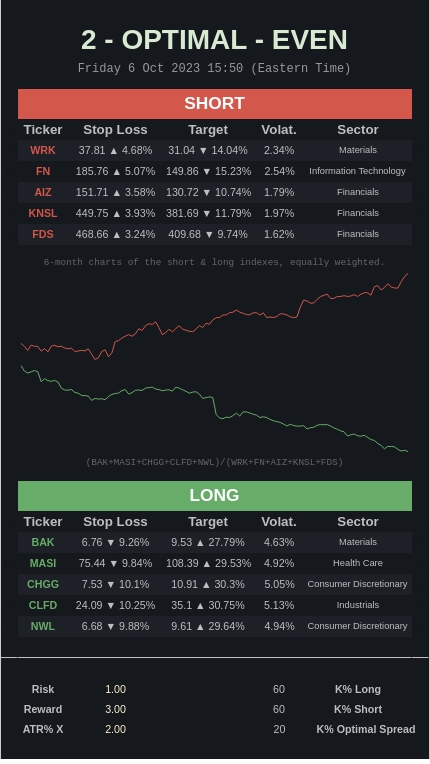 2 - OPTIMAL - EVEN
Friday 6 Oct 2023 15:50 (Eastern Time)
SHORT
Ticker Stop Loss Target Volat. Sector
WRK 37.81 ▲ 4.68% 31.04 ▼ 14.04% 2.34% Materials
FN 185.76 ▲ 5.07% 149.86 ▼ 15.23% 2.54% Information Technology
AIZ 151.71 ▲ 3.58% 130.72 ▼ 10.74% 1.79% Financials
KNSL 449.75 ▲ 3.93% 381.69 ▼ 11.79% 1.97% Financials
FDS 468.66 ▲ 3.24% 409.68 ▼ 9.74% 1.62% Financials
6-month charts of the short & long indexes, equally weighted.
(BAK+MASI+CHGG+CLFD+NWL)/(WRK+FN+AIZ+KNSL+FDS)
LONG
Ticker Stop Loss Target Volat. Sector
BAK 6.76 ▼ 9.26% 9.53 ▲ 27.79% 4.63% Materials
MASI 75.44 ▼ 9.84% 108.39 ▲ 29.53% 4.92% Health Care
CHGG 7.53 ▼ 10.1% 10.91 ▲ 30.3% 5.05% Consumer Discretionary
CLFD 24.09 ▼ 10.25% 35.1 ▲ 30.75% 5.13% Industrials
NWL 6.68 ▼ 9.88% 9.61 ▲ 29.64% 4.94% Consumer Discretionary
Risk 1.00 60 K% Long
Reward 3.00 60 K% Short
ATR% X 2.00 20 K% Optimal Spread